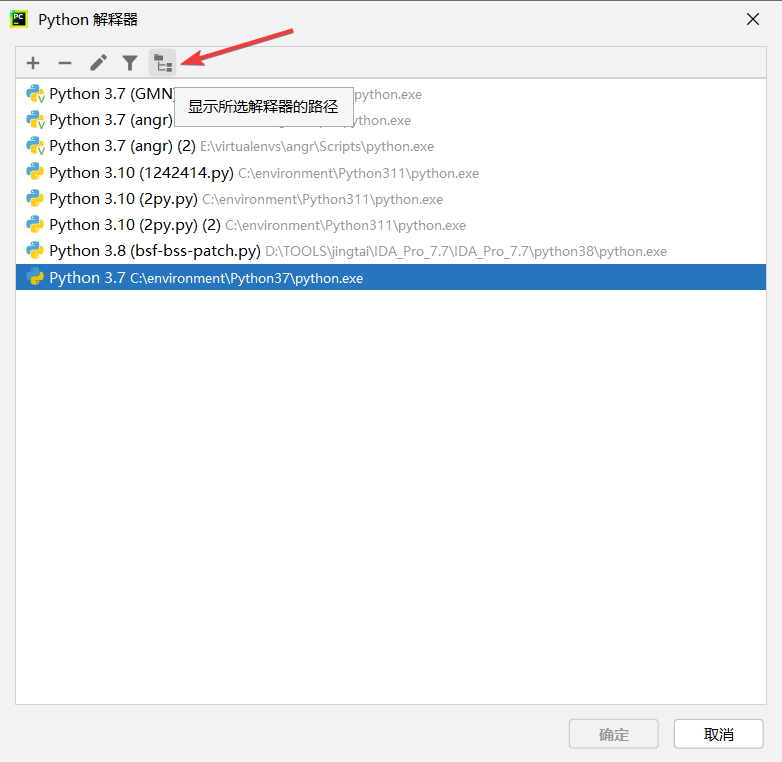 PC Python 解释器
Python 3.7 (GMN) python.exe
显示所选解释器的路径
Python 3.7 (angr) python.exe
Python 3.7 (angr) (2) E:\virtualenvs\angr\Scripts\python.exe
Python 3.10 (1242414.py) C:\environment\Python311\python.exe
Python 3.10 (2py.py) C:\environment\Python311\python.exe
Python 3.10 (2py.py) (2) C:\environment\Python311\python.exe
Python 3.8 (bsf-bss-patch.py) D:\TOOLS\jingtai\IDA_Pro_7.7\IDA_Pro_7.7\python38\python.exe
Python 3.7 C:\environment\Python37\python.exe
确定 取消